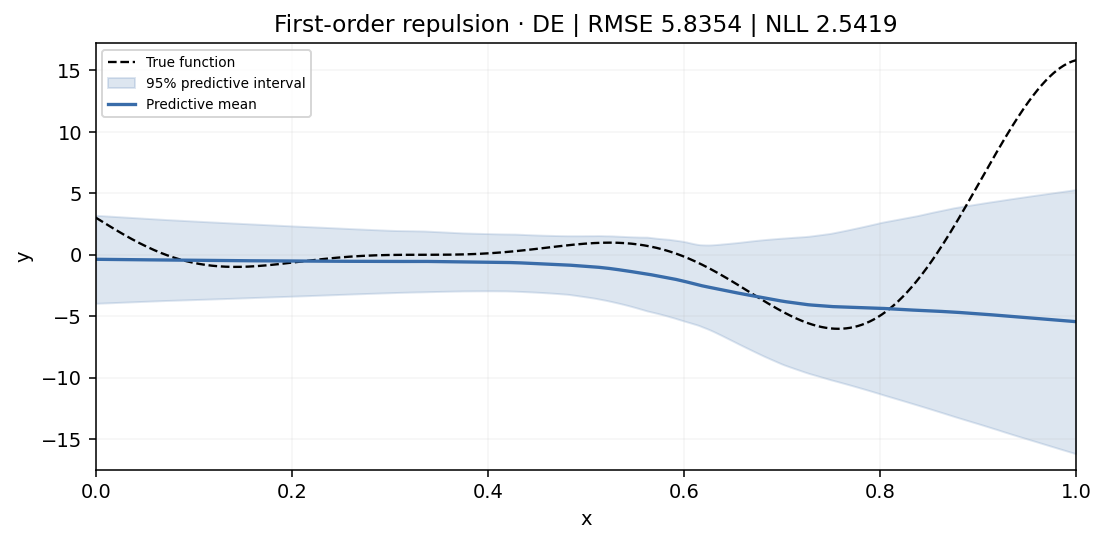 First-order repulsion · DE | RMSE 5.8354 | NLL 2.5419
True function
95% predictive interval
Predictive mean
15
10
5
0
−5
−10
−15
y
0.0 0.2 0.4 0.6 0.8 1.0
x